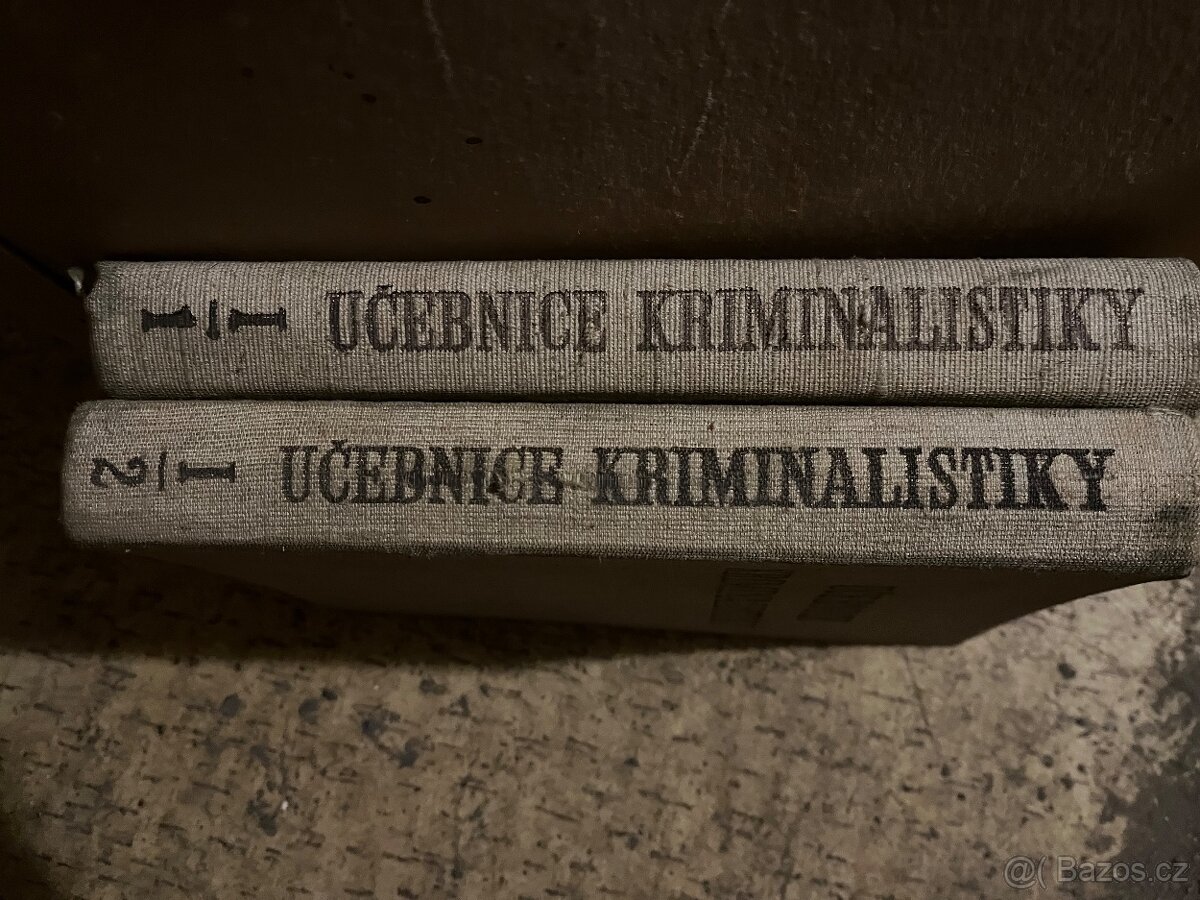 I-1 UČEBNICE KRIMINALISTIKY
I-2 UČEBNICE KRIMINALISTIKY
@( Bazos.cz